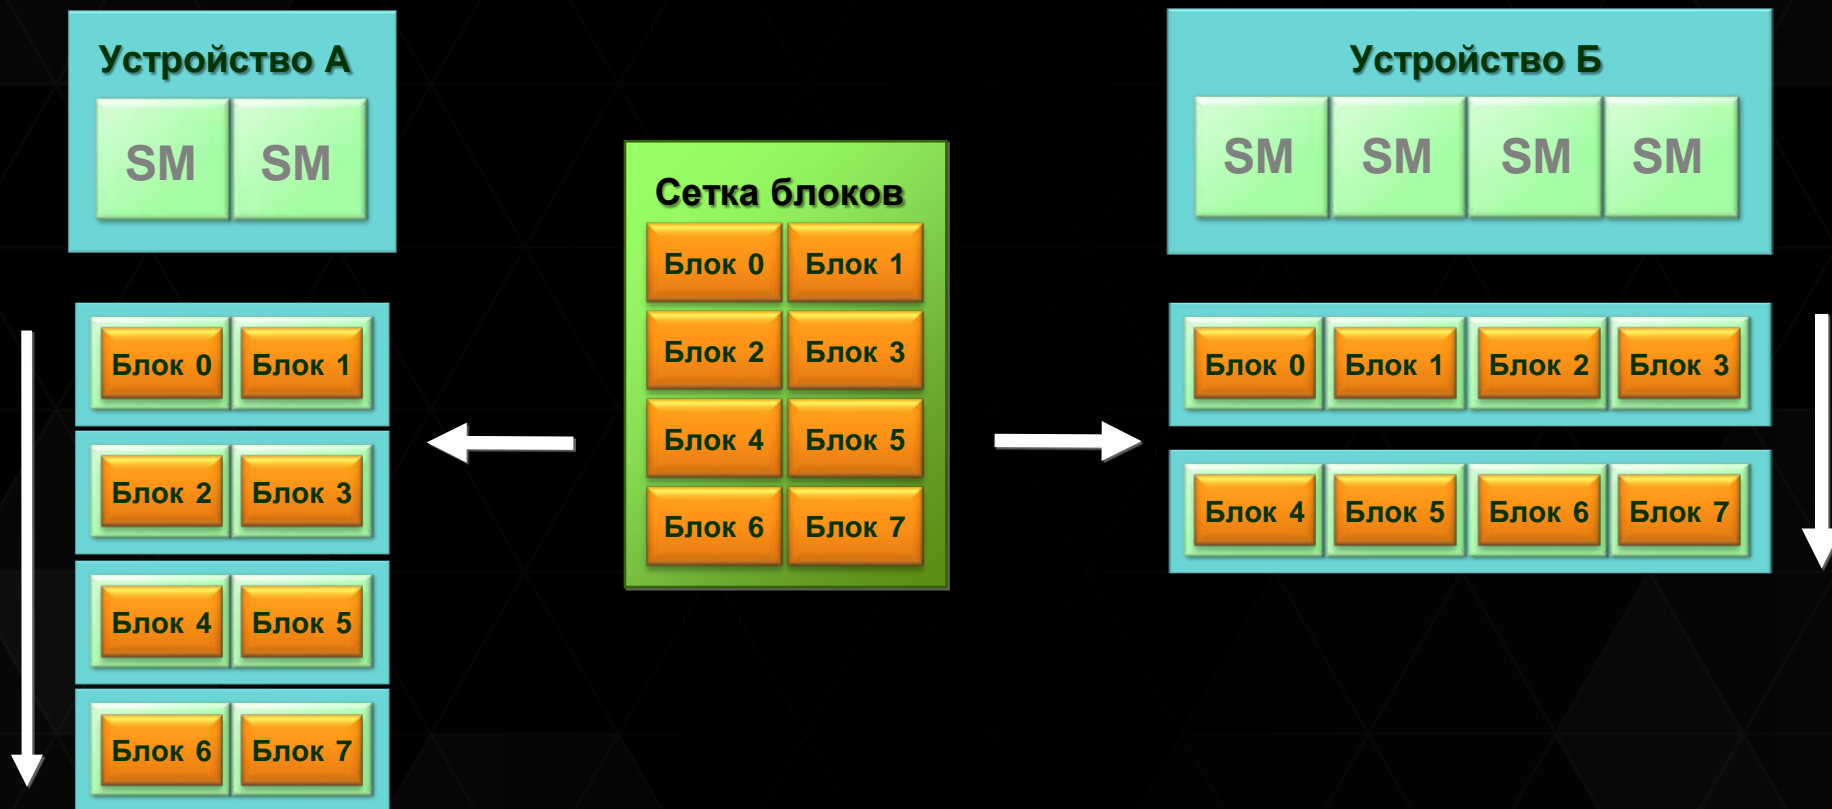 Устройство А
SM SM
Блок 0 Блок 1
Блок 2 Блок 3
Блок 4 Блок 5
Блок 6 Блок 7
Сетка блоков
Блок 0 Блок 1
Блок 2 Блок 3
Блок 4 Блок 5
Блок 6 Блок 7
Устройство Б
SM SM SM SM
Блок 0 Блок 1 Блок 2 Блок 3
Блок 4 Блок 5 Блок 6 Блок 7